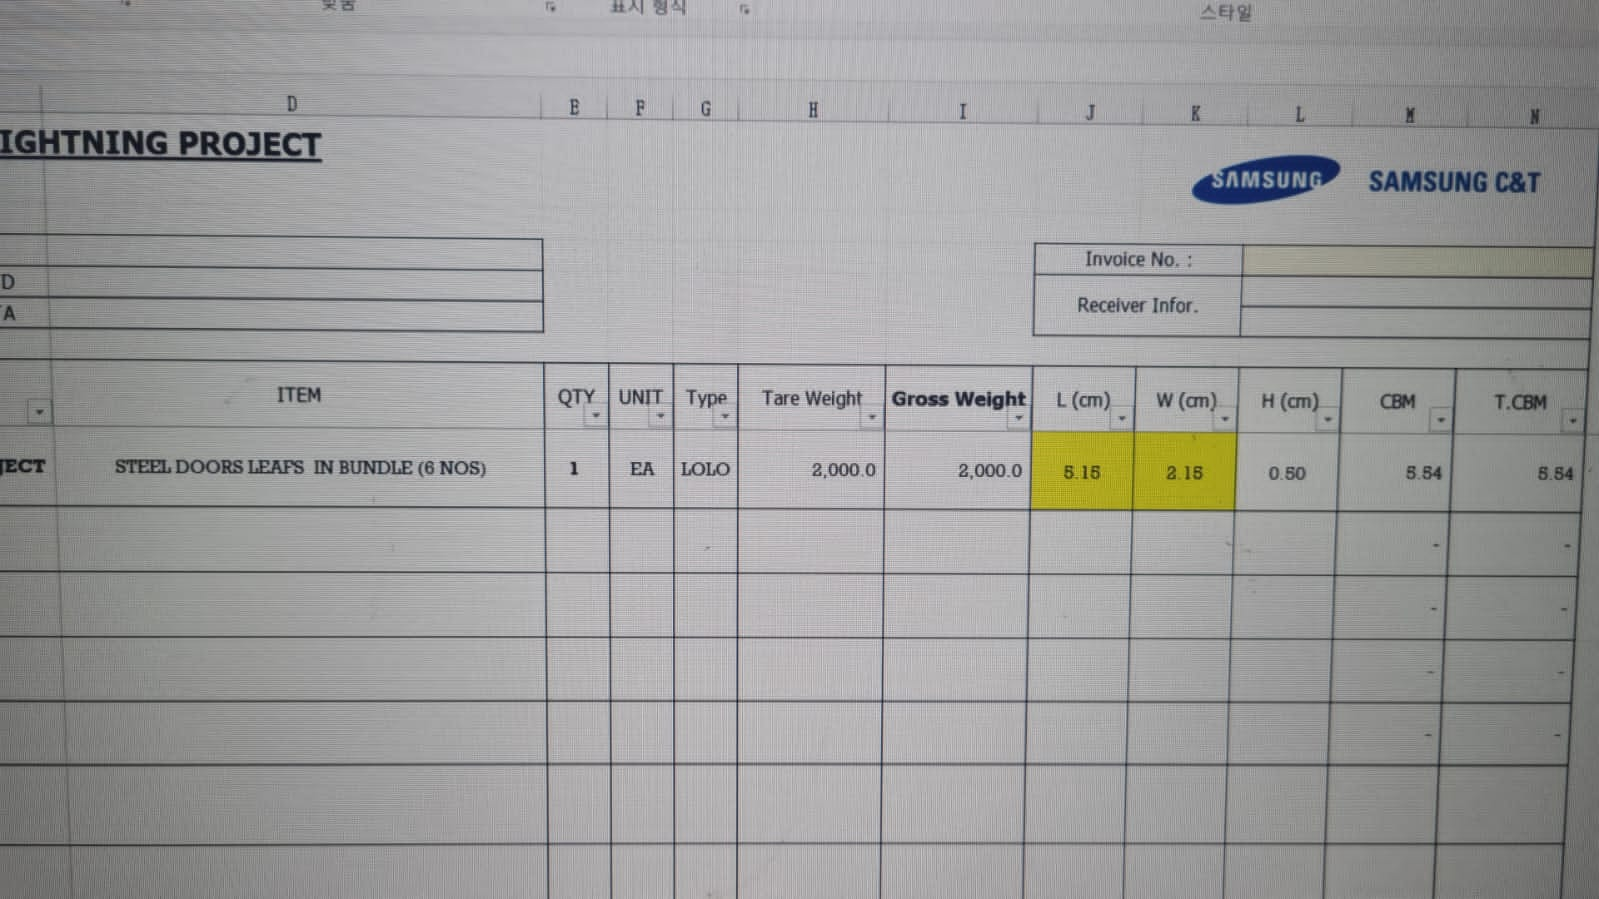 맞춤 표시 형식 스타일
D E F G H I J K L M N
IGHTNING PROJECT
SAMSUNG SAMSUNG C&T
Invoice No. :
D
Receiver Infor.
A
ITEM QTY UNIT Type Tare Weight Gross Weight L (cm) W (cm) H (cm) CBM T.CBM
JECT STEEL DOORS LEAFS IN BUNDLE (6 NOS) 1 EA LOLO 2,000.0 2,000.0 5.15 2.15 0.50 5.54 5.54
- -
- -
- -
- -